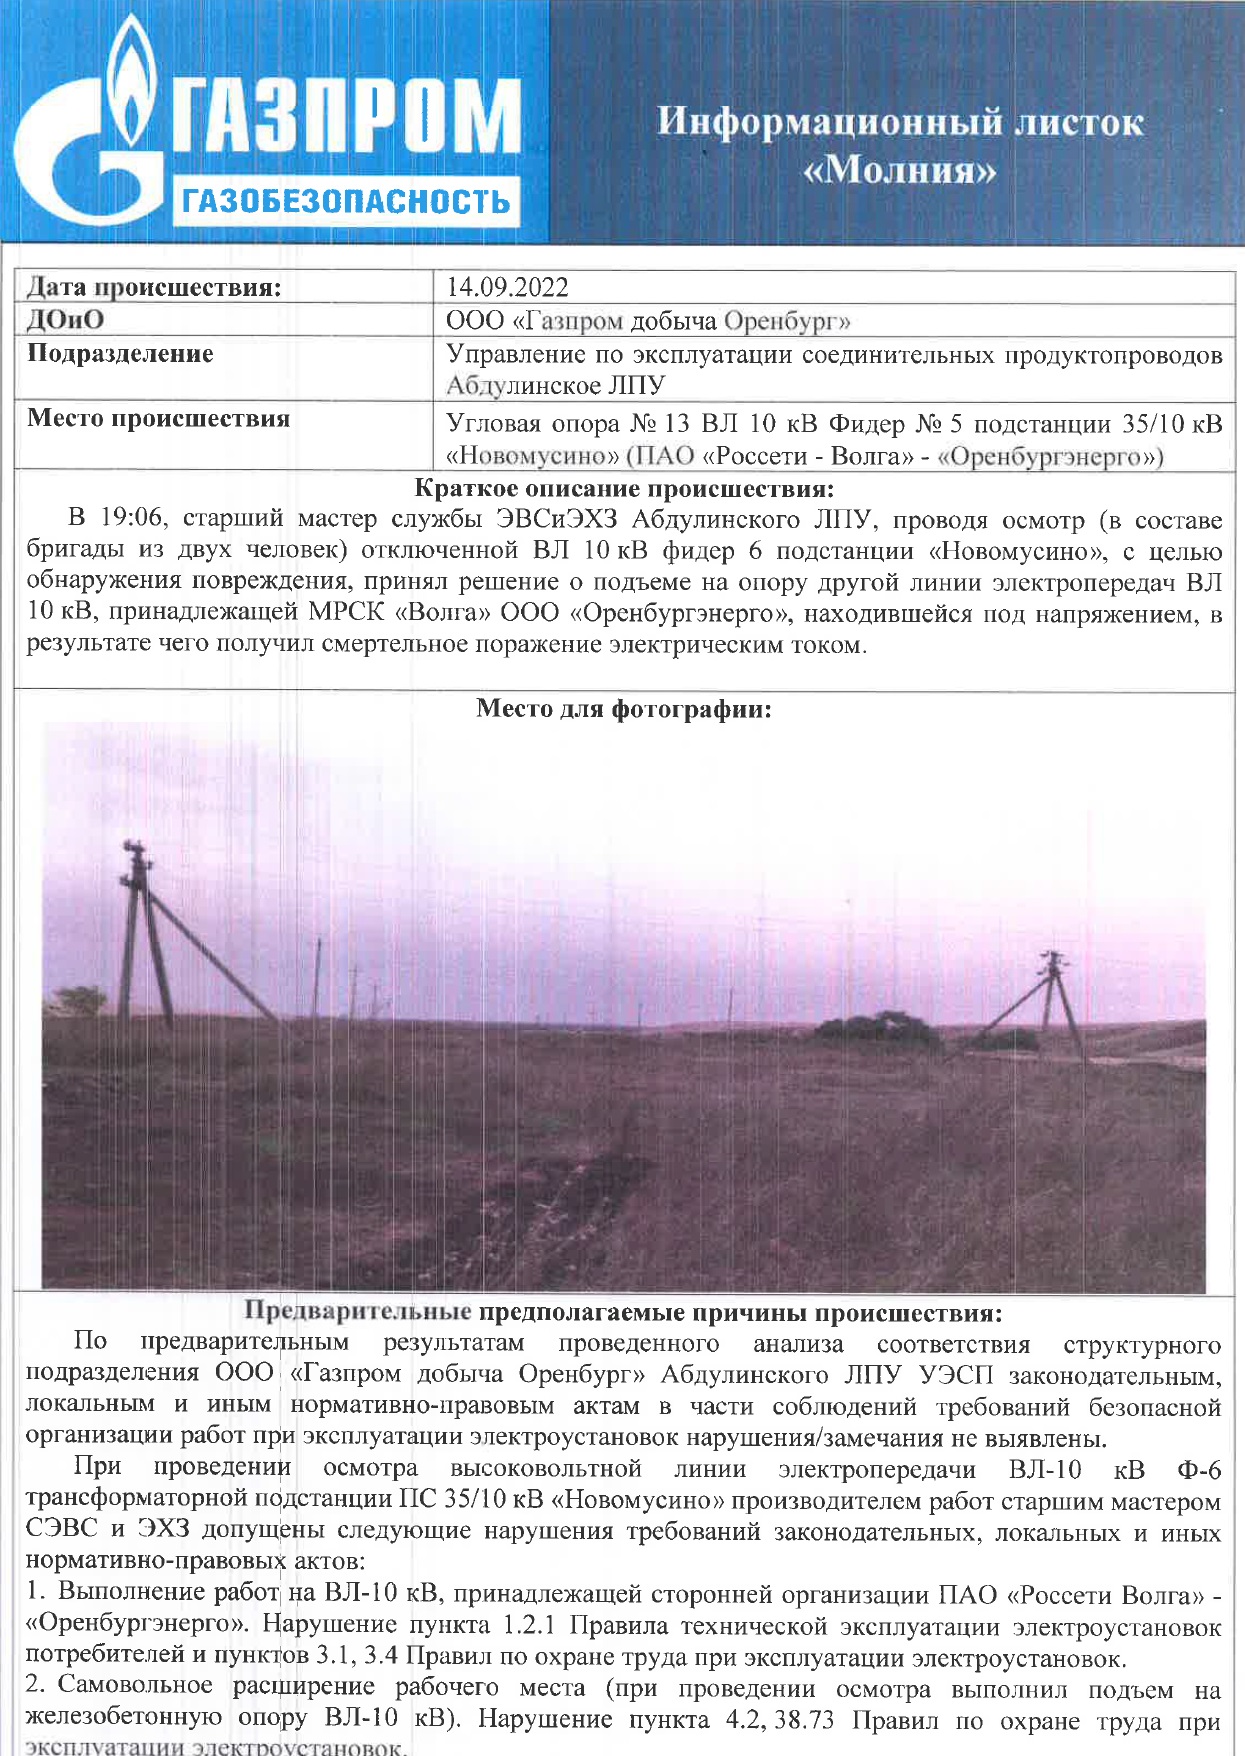 ГАЗПРОМ
ГАЗОБЕЗОПАСНОСТЬ
Информационный листок
«Молния»
Дата происшествия: 14.09.2022
ДОиО ООО «Газпром добыча Оренбург»
Подразделение Управление по эксплуатации соединительных продуктопроводов
Абдулинское ЛПУ
Место происшествия Угловая опора № 13 ВЛ 10 кВ Фидер № 5 подстанции 35/10 кВ
«Новомусино» (ПАО «Россети - Волга» - «Оренбургэнерго»)
Краткое описание происшествия:
В 19:06, старший мастер службы ЭВСиЭХЗ Абдулинского ЛПУ, проводя осмотр (в составе
бригады из двух человек) отключенной ВЛ 10 кВ фидер 6 подстанции «Новомусино», с целью
обнаружения повреждения, принял решение о подъеме на опору другой линии электропередач ВЛ
10 кВ, принадлежащей МРСК «Волга» ООО «Оренбургэнерго», находившейся под напряжением, в
результате чего получил смертельное поражение электрическим током.
Место для фотографии:
Предварительные предполагаемые причины происшествия:
По предварительным результатам проведенного анализа соответствия структурного
подразделения ООО «Газпром добыча Оренбург» Абдулинского ЛПУ УЭСП законодательным,
локальным и иным нормативно-правовым актам в части соблюдений требований безопасной
организации работ при эксплуатации электроустановок нарушения/замечания не выявлены.
При проведении осмотра высоковольтной линии электропередачи ВЛ-10 кВ Ф-6
трансформаторной подстанции ПС 35/10 кВ «Новомусино» производителем работ старшим мастером
СЭВС и ЭХЗ допущены следующие нарушения требований законодательных, локальных и иных
нормативно-правовых актов:
1. Выполнение работ на ВЛ-10 кВ, принадлежащей сторонней организации ПАО «Россети Волга» -
«Оренбургэнерго». Нарушение пункта 1.2.1 Правила технической эксплуатации электроустановок
потребителей и пунктов 3.1, 3.4 Правил по охране труда при эксплуатации электроустановок.
2. Самовольное расширение рабочего места (при проведении осмотра выполнил подъем на
железобетонную опору ВЛ-10 кВ). Нарушение пункта 4.2, 38.73 Правил по охране труда при
эксплуатации электроустановок.